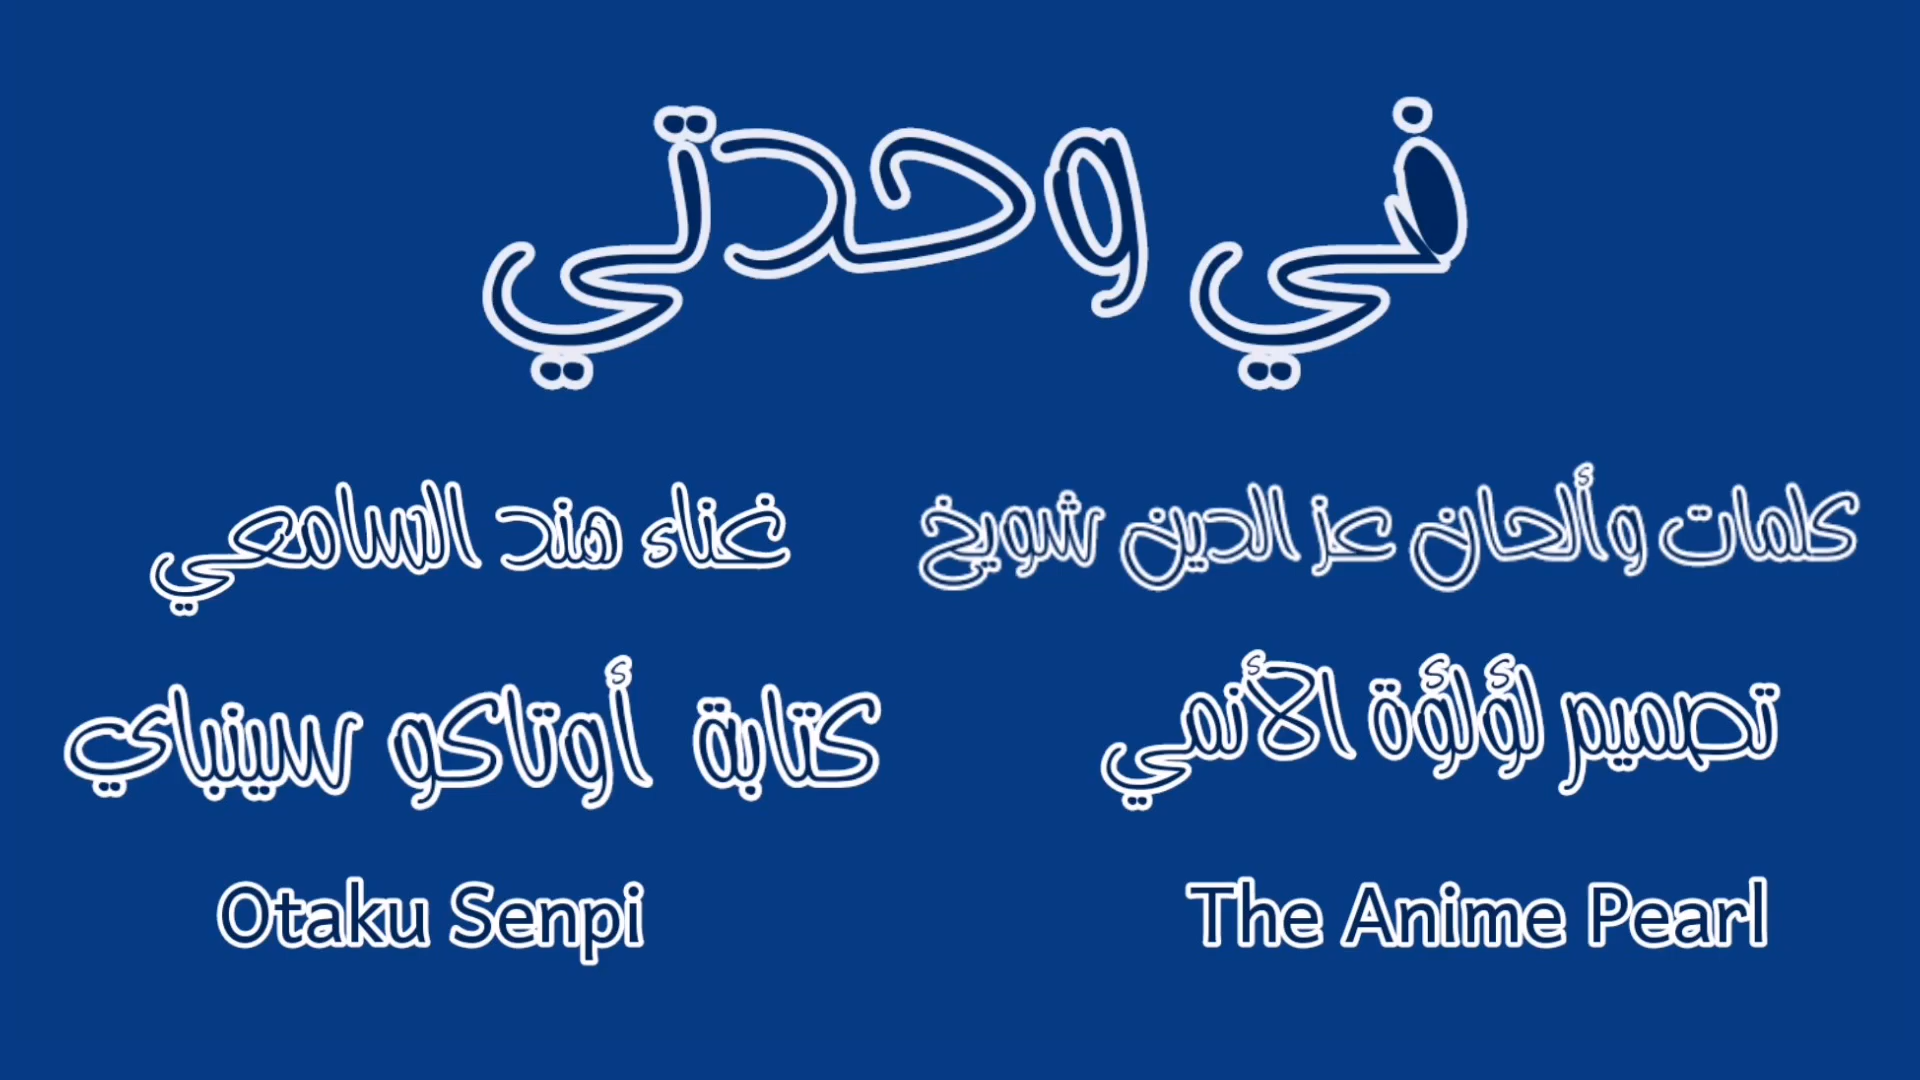 في وحدتي
كلمات وألحان عز الدين شويخ
غناء هند السامعي
تصميم لؤلؤة الأنمي
كتابة أوتاكو سينباي
The Anime Pearl
Otaku Senpi